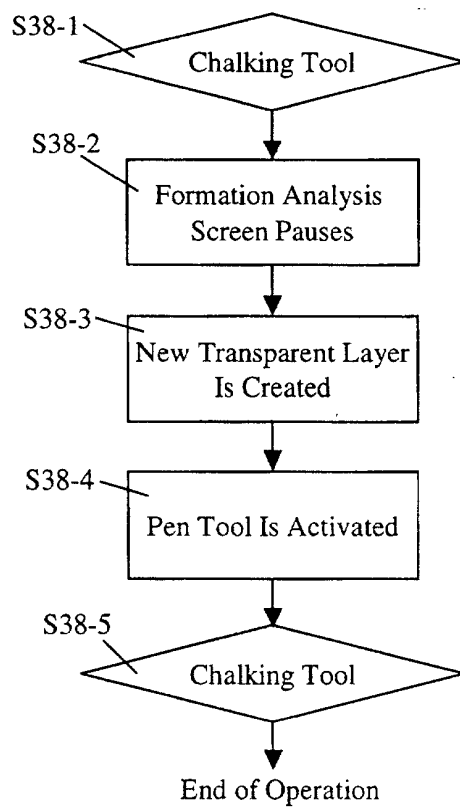 S38-1
Chalking Tool
S38-2
Formation Analysis
Screen Pauses
S38-3
New Transparent Layer
Is Created
S38-4
Pen Tool Is Activated
S38-5
Chalking Tool
End of Operation